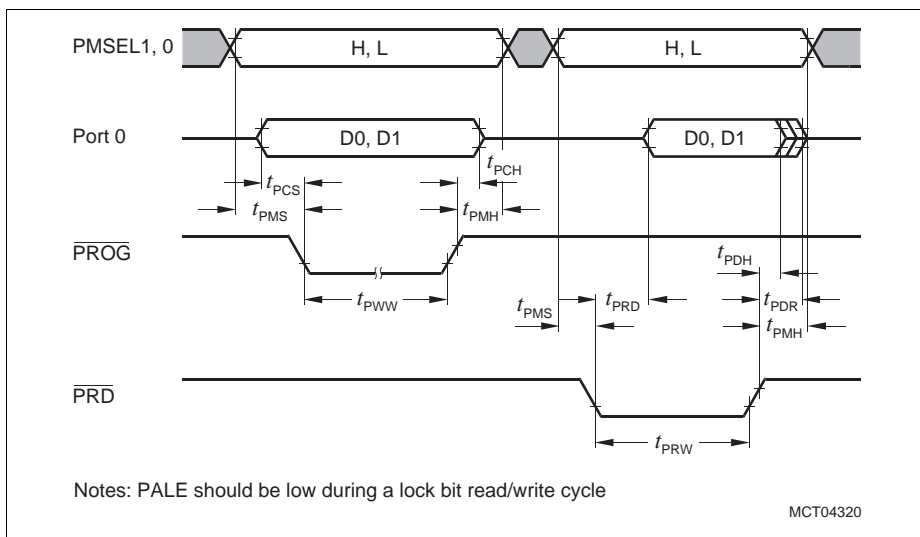 PMSEL1, 0
H, L
H, L
Port 0
D0, D1
D0, D1
tPCH
tPCS
tPMS
tPMH
PROG
tPDH
tPWW
tPMS
tPRD
tPDR
tPMH
PRD
tPRW
Notes: PALE should be low during a lock bit read/write cycle
MCT04320